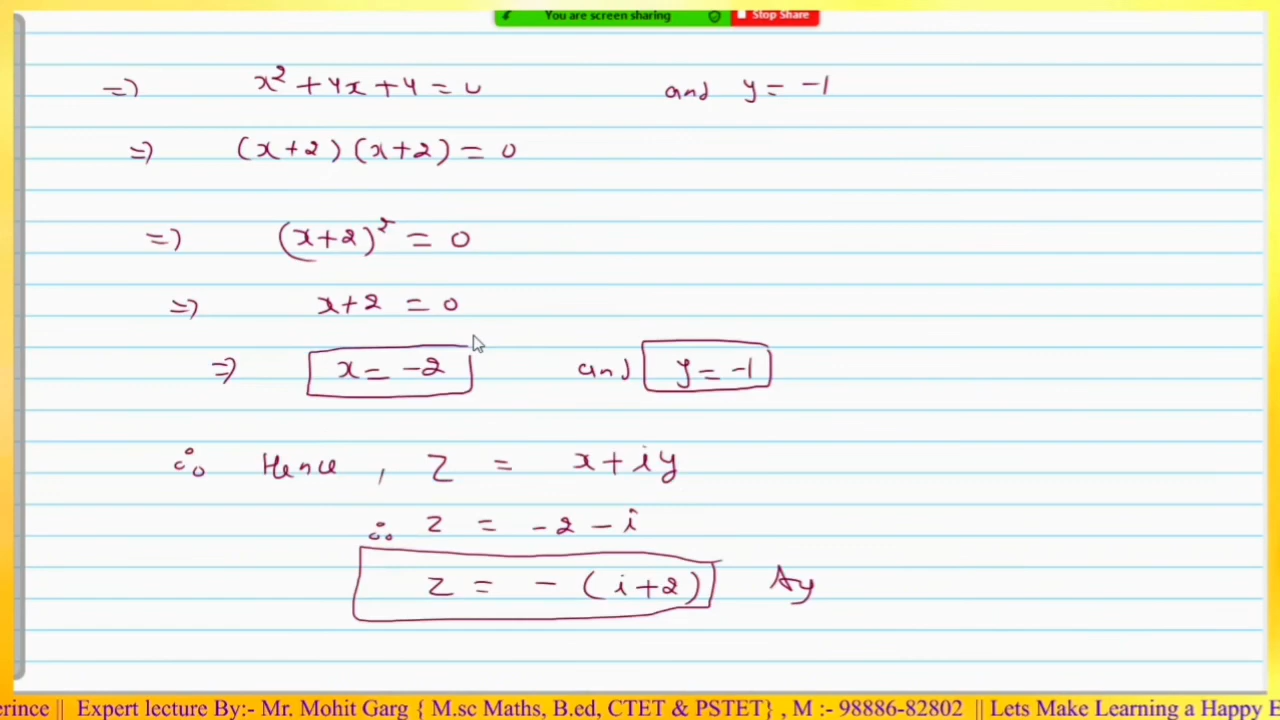 You are screen sharing Stop Share
=) x² + 4x + 4 = 0 and y = -1
=) (x+2) (x+2) = 0
=) (x+2)² = 0
=) x+2 = 0
=) x = -2 and y = -1
∴ Hence, Z = x + iy
∴ Z = -2 - i
Z = - (i+2)
erince || Expert lecture By:- Mr. Mohit Garg { M.sc Maths, B.ed, CTET & PSTET} , M :- 98886-82802 || Lets Make Learning a Happy E